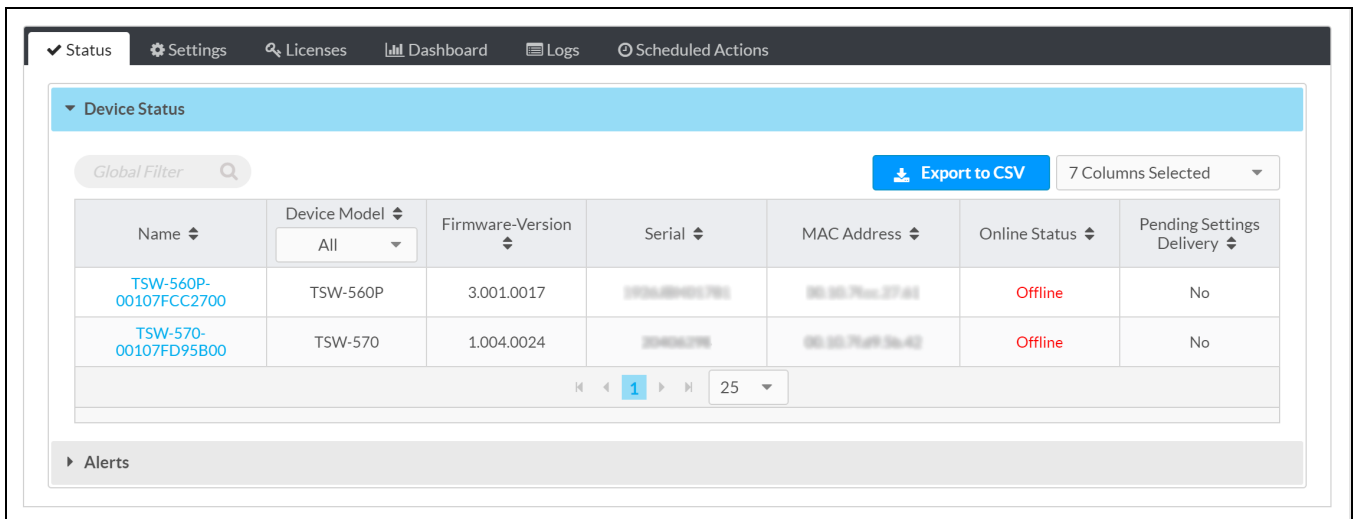 Status Settings Licenses Dashboard Logs Scheduled Actions
Device Status
Global Filter Export to CSV 7 Columns Selected
Name Device Model Firmware-Version Serial MAC Address Online Status Pending Settings Delivery
All
TSW-560P-
00107FCC2700 TSW-560P 3.001.0017 Offline No
TSW-570-
00107FD95B00 TSW-570 1.004.0024 Offline No
1 25
Alerts